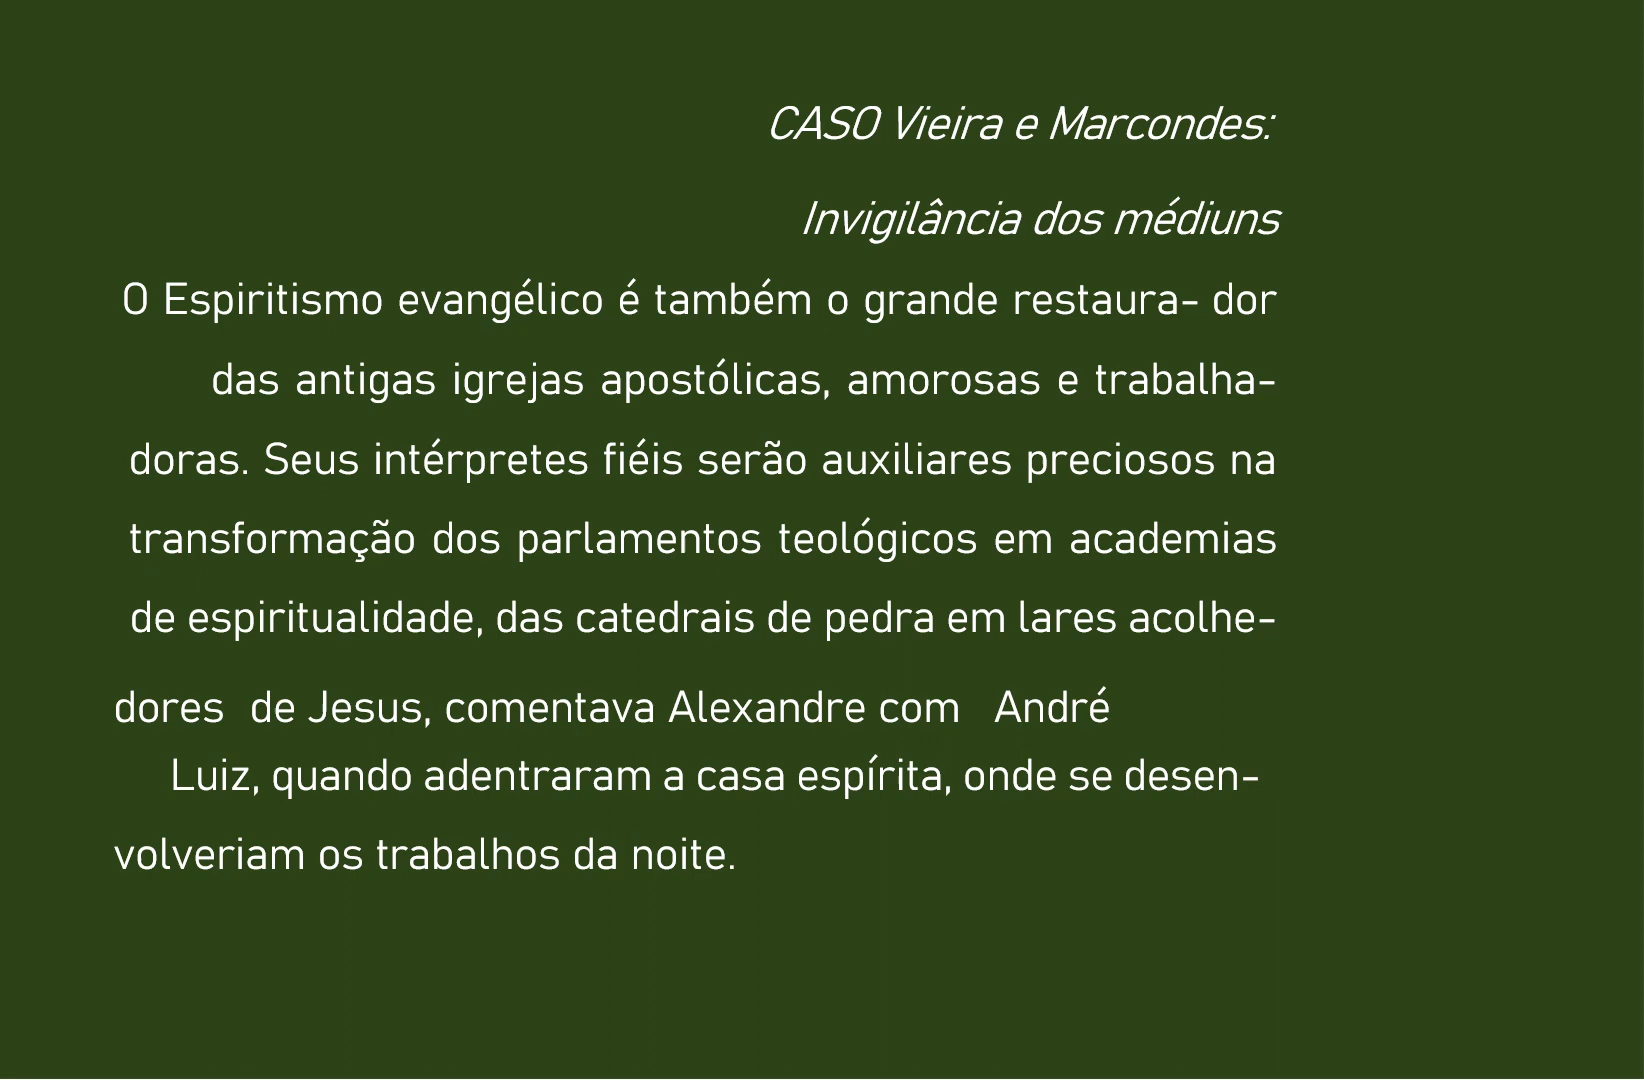 CASO Vieira e Marcondes:
Invigilância dos médiuns
O Espiritismo evangélico é também o grande restaura- dor
das antigas igrejas apostólicas, amorosas e trabalha-
doras. Seus intérpretes fiéis serão auxiliares preciosos na
transformação dos parlamentos teológicos em academias
de espiritualidade, das catedrais de pedra em lares acolhe-
dores de Jesus, comentava Alexandre com André
Luiz, quando adentraram a casa espírita, onde se desen-
volveriam os trabalhos da noite.